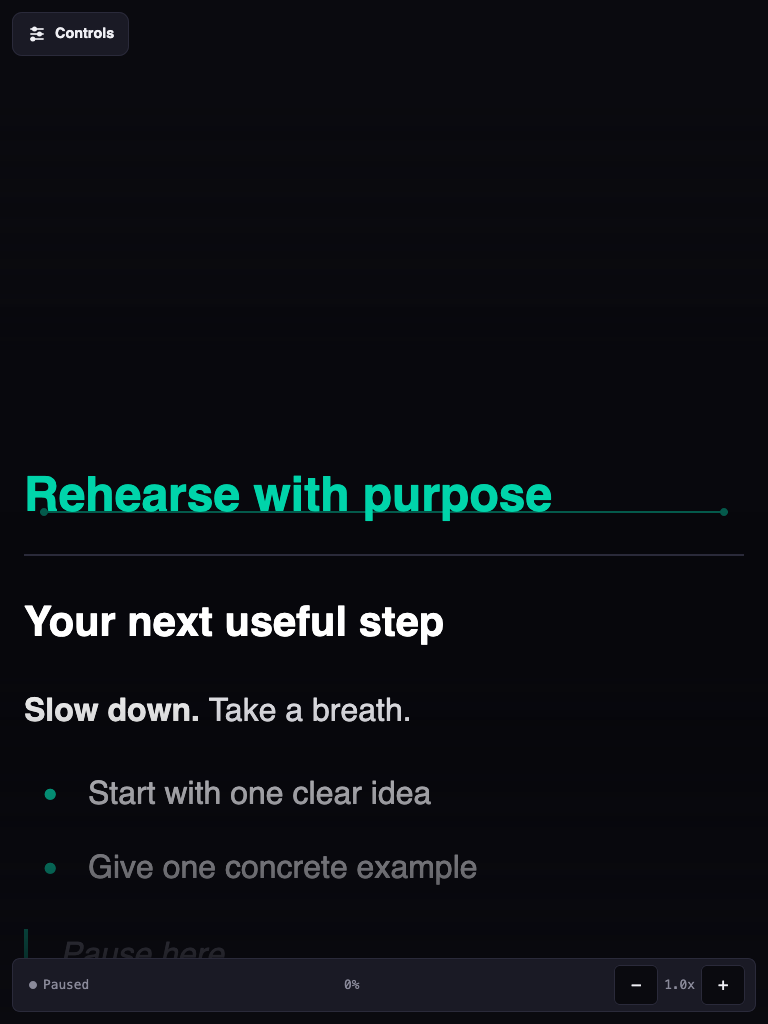 Controls
Rehearse with purpose
Your next useful step
Slow down. Take a breath.
Start with one clear idea
Give one concrete example
Pause here
Paused 0% − 1.0x +